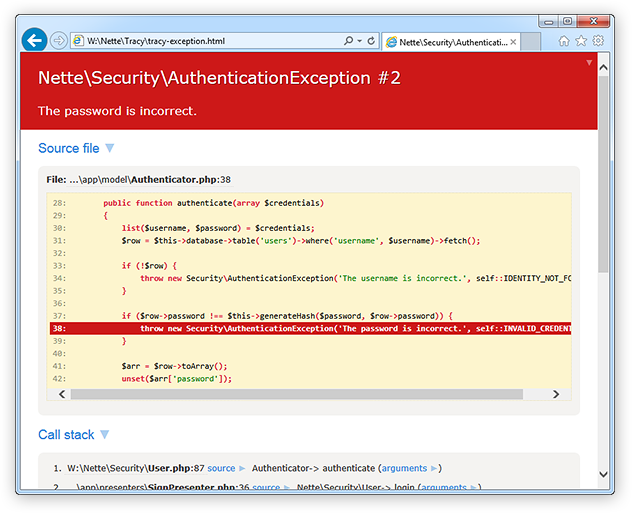 W:\Nette\Tracy\tracy-exception.html
Nette\Security\Authenticati...
Nette\Security\AuthenticationException #2
The password is incorrect.
Source file ▼
File: ...\app\model\Authenticator.php:38
28: public function authenticate(array $credentials)
29: {
30: list($username, $password) = $credentials;
31: $row = $this->database->table('users')->where('username', $username)->fetch();
32:
33: if (!$row) {
34: throw new Security\AuthenticationException('The username is incorrect.', self::IDENTITY_NOT_FO
35: }
36:
37: if ($row->password !== $this->generateHash($password, $row->password)) {
38: throw new Security\AuthenticationException('The password is incorrect.', self::INVALID_CREDENT
39: }
40:
41: $arr = $row->toArray();
42: unset($arr['password']);
Call stack ▼
1. W:\Nette\Security\User.php:87 source ► Authenticator-> authenticate (arguments ►)
2. ...\app\presenters\SignPresenter.php:36 source ► Nette\Security\User-> login (arguments ►)